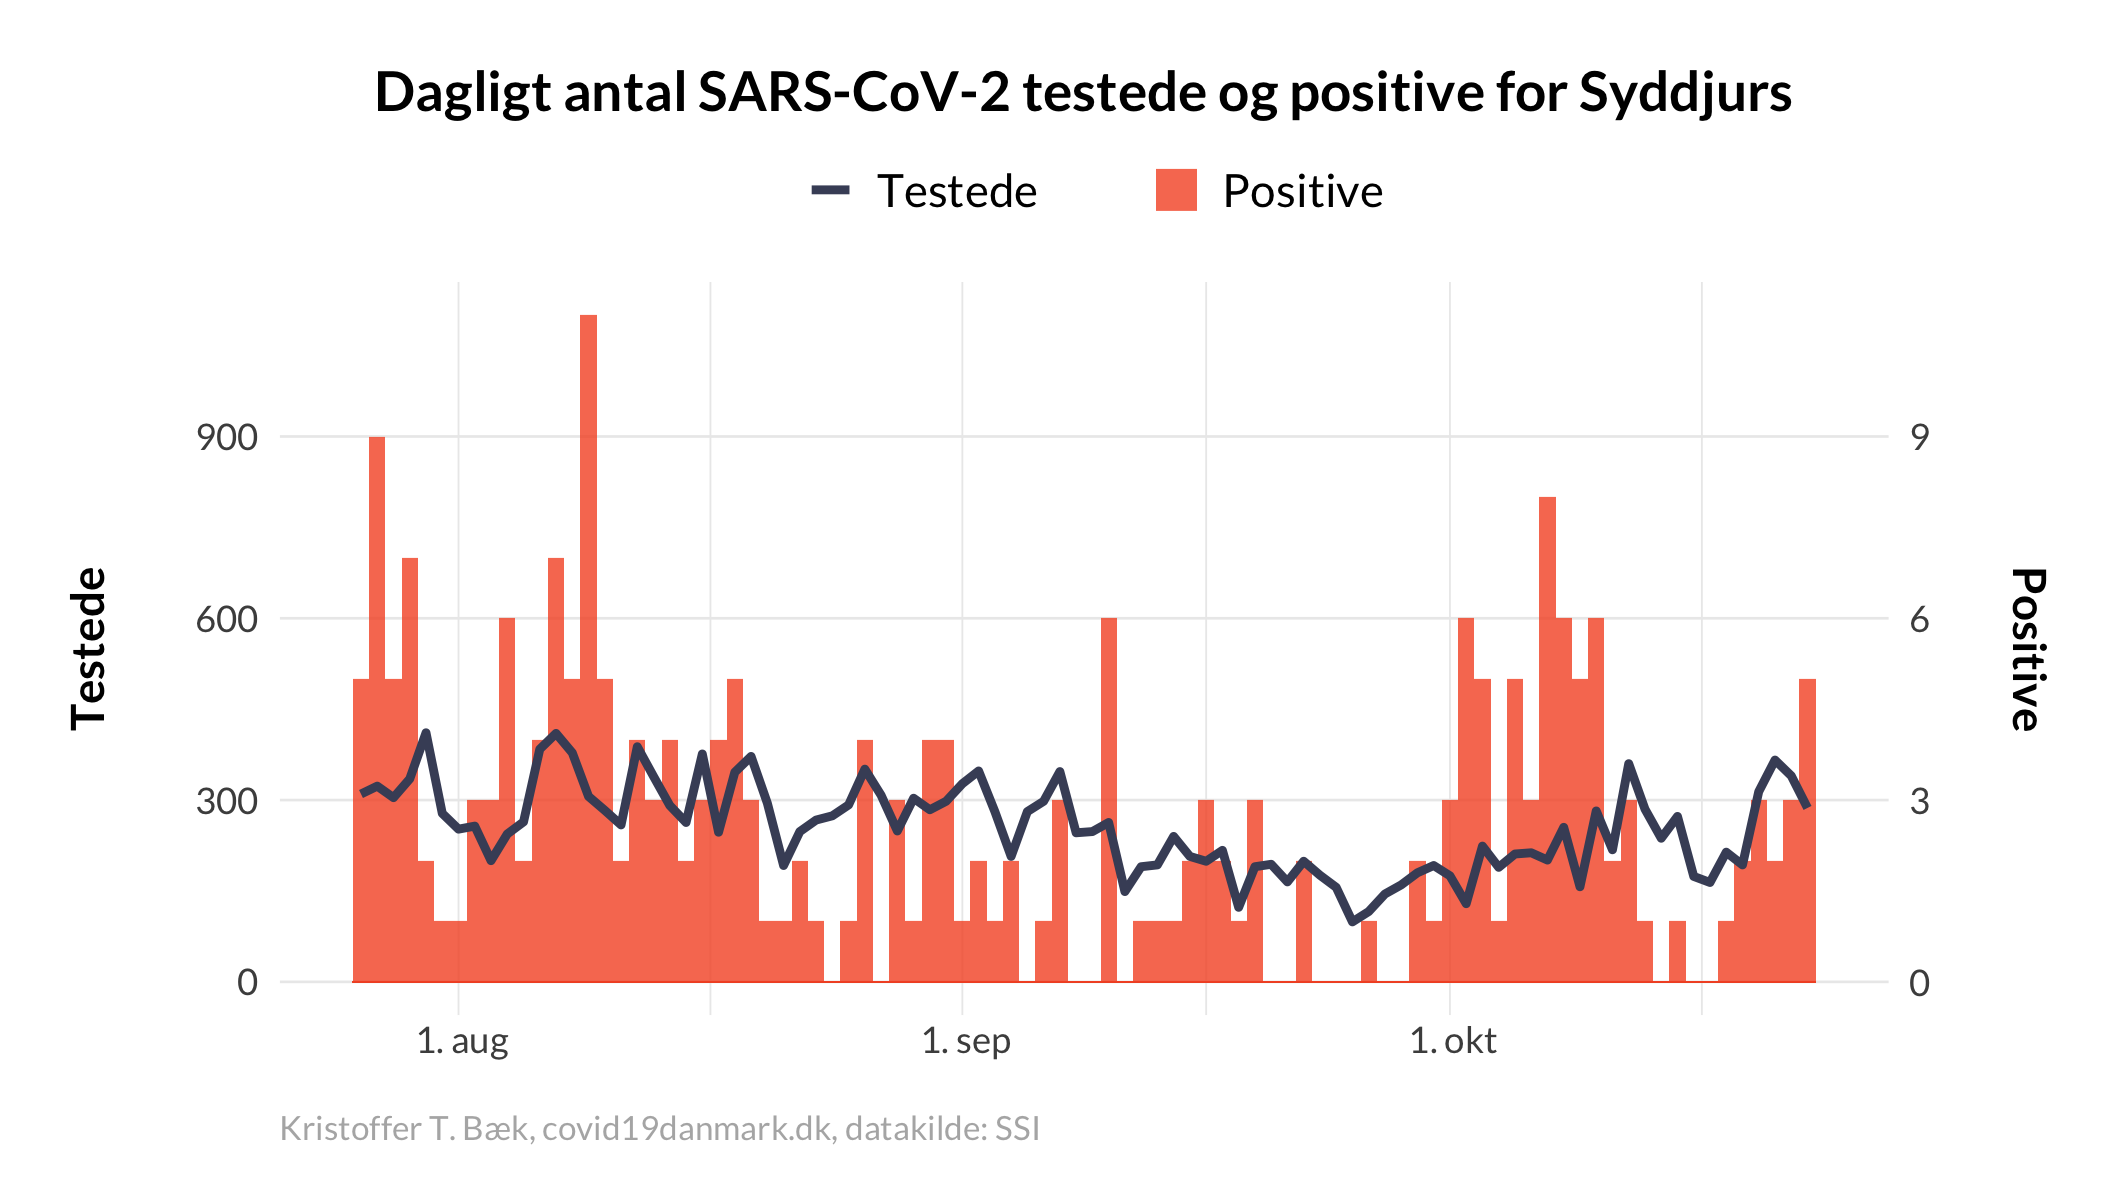 Dagligt antal SARS-CoV-2 testede og positive for Syddjurs
Testede Positive
900 9
600 6
300 3
0 0
Testede
Positive
1. aug 1. sep 1. okt
Kristoffer T. Bæk, covid19danmark.dk, datakilde: SSI